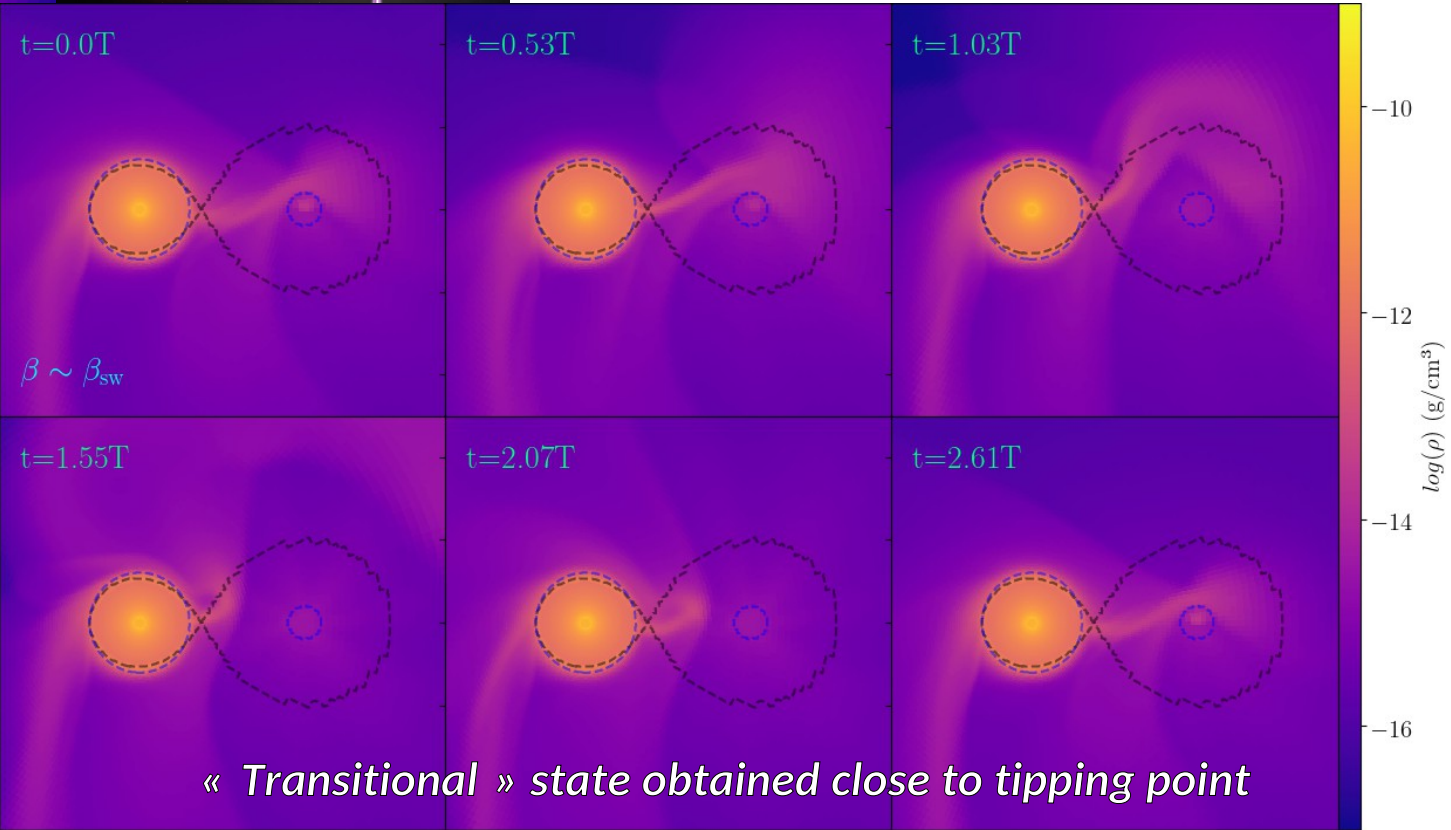 t=0.0T
t=0.53T
t=1.03T
β ~ β_sw
t=1.55T
t=2.07T
t=2.61T
« Transitional » state obtained close to tipping point
−10
−12
−14
−16
log(ρ) (g/cm³)